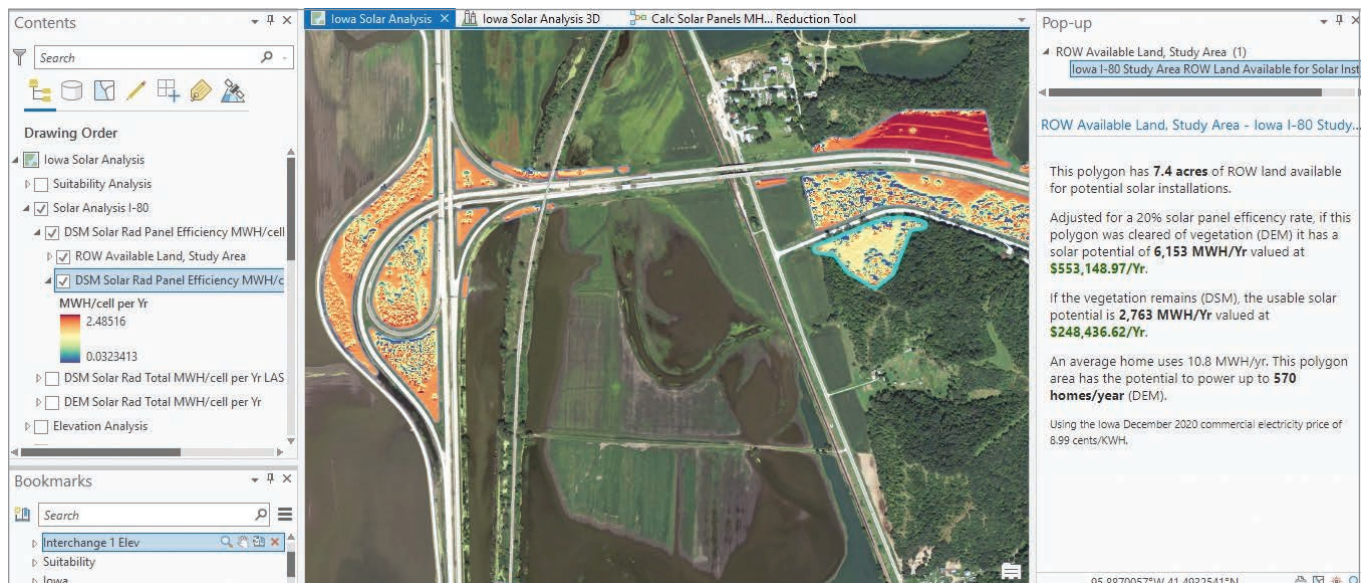 Contents
Search
Drawing Order
Iowa Solar Analysis
Suitability Analysis
Solar Analysis I-80
DSM Solar Rad Panel Efficiency MWH/cell
ROW Available Land, Study Area
DSM Solar Rad Panel Efficiency MWH/c
MWH/cell per Yr
2.48516
0.0323413
DSM Solar Rad Total MWH/cell per Yr LAS
DEM Solar Rad Total MWH/cell per Yr
Elevation Analysis
Bookmarks
Search
Interchange 1 Elev
Suitability
Iowa
Iowa Solar Analysis
Iowa Solar Analysis 3D
Calc Solar Panels MH... Reduction Tool
Pop-up
ROW Available Land, Study Area (1)
Iowa I-80 Study Area ROW Land Available for Solar Inst
ROW Available Land, Study Area - Iowa I-80 Study...
This polygon has 7.4 acres of ROW land available
for potential solar installations.
Adjusted for a 20% solar panel efficency rate, if this
polygon was cleared of vegetation (DEM) it has a
solar potential of 6,153 MWH/Yr valued at
$553,148.97/Yr.
If the vegetation remains (DSM), the usable solar
potential is 2,763 MWH/Yr valued at
$248,436.62/Yr.
An average home uses 10.8 MWH/yr. This polygon
area has the potential to power up to 570
homes/year (DEM).
Using the Iowa December 2020 commercial electricity price of
8.99 cents/KWH.
95.8870057°W 41.4932541°N